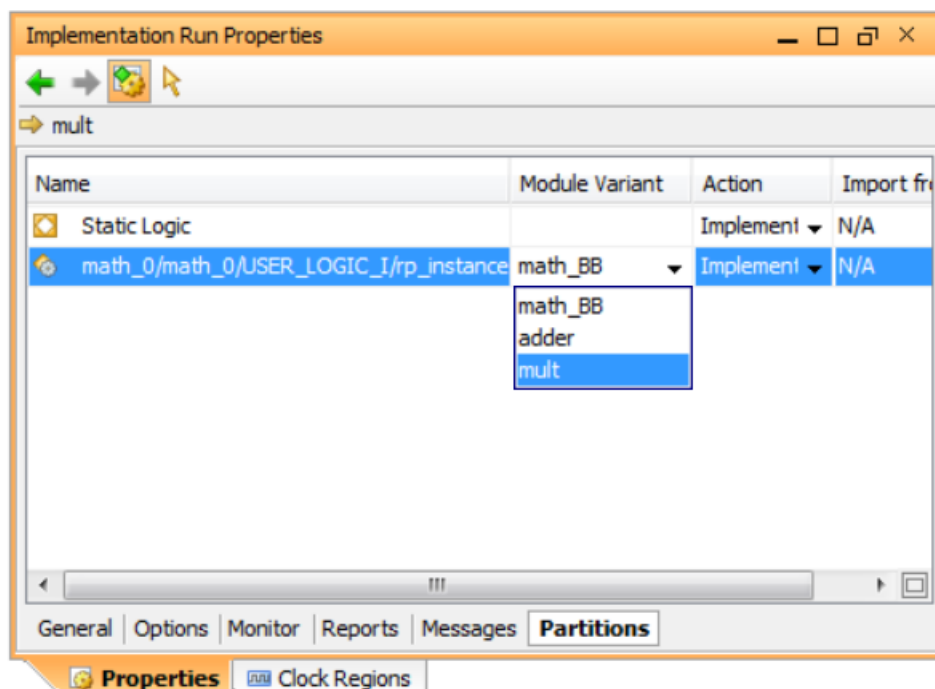 Implementation Run Properties
mult
Name Module Variant Action Import fr
Static Logic Implement N/A
math_0/math_0/USER_LOGIC_I/rp_instance math_BB Implement N/A
math_BB
adder
mult
General Options Monitor Reports Messages Partitions
Properties Clock Regions